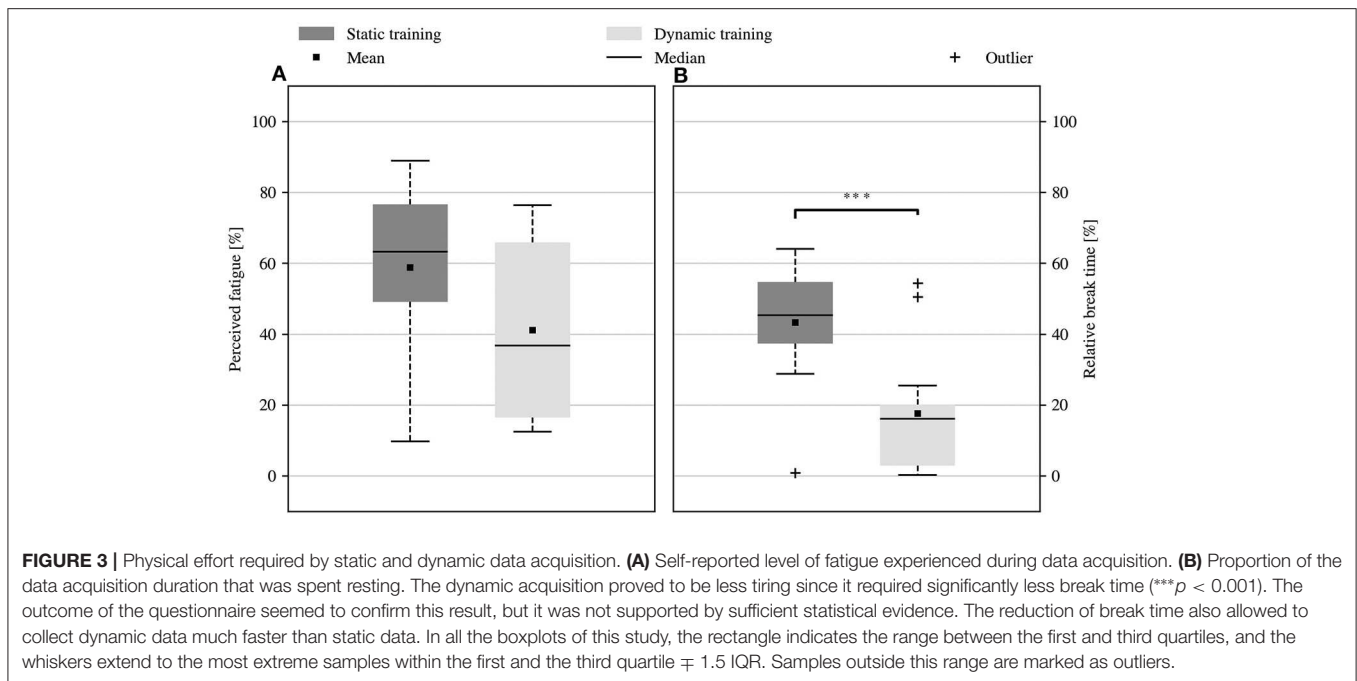 Static training
Dynamic training
Mean
Median
Outlier
A
B
Perceived fatigue [%]
100
80
60
40
20
0
***
100
80
60
40
20
0
Relative break time [%]
FIGURE 3 | Physical effort required by static and dynamic data acquisition. (A) Self-reported level of fatigue experienced during data acquisition. (B) Proportion of the
data acquisition duration that was spent resting. The dynamic acquisition proved to be less tiring since it required significantly less break time (***p < 0.001). The
outcome of the questionnaire seemed to confirm this result, but it was not supported by sufficient statistical evidence. The reduction of break time also allowed to
collect dynamic data much faster than static data. In all the boxplots of this study, the rectangle indicates the range between the first and third quartiles, and the
whiskers extend to the most extreme samples within the first and the third quartile ∓ 1.5 IQR. Samples outside this range are marked as outliers.